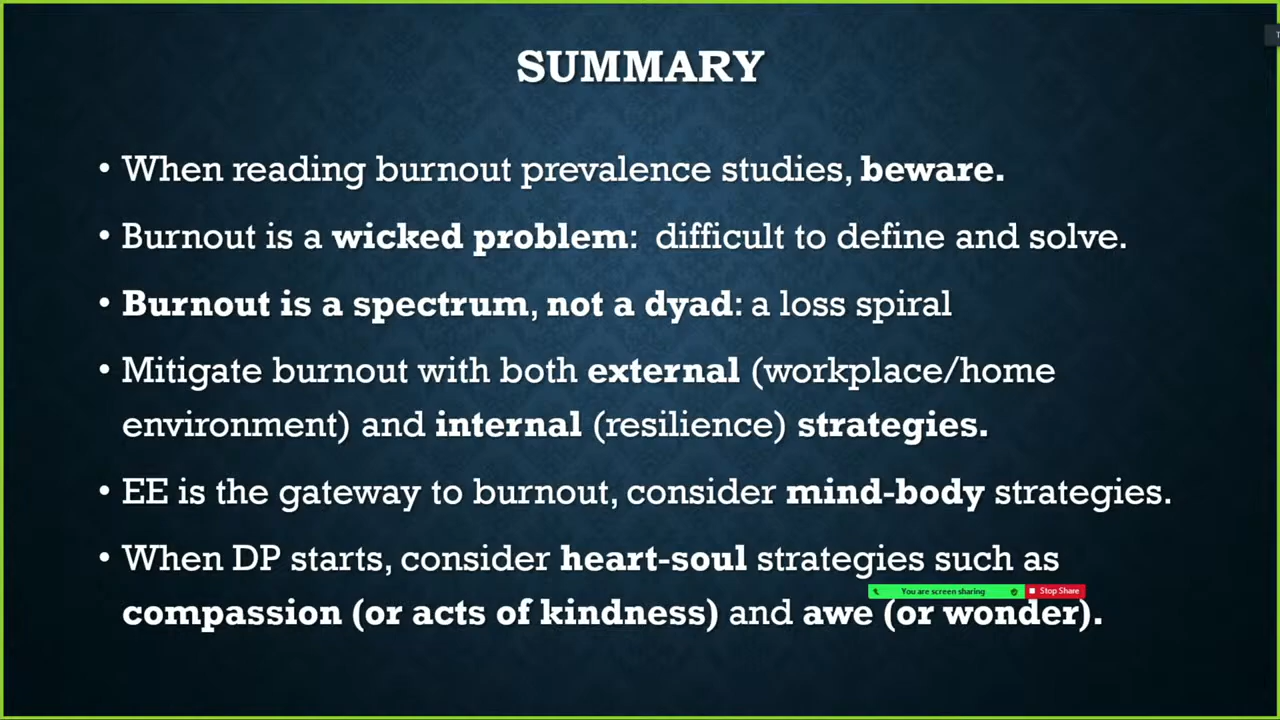 SUMMARY
• When reading burnout prevalence studies, beware.
• Burnout is a wicked problem:  difficult to define and solve.
• Burnout is a spectrum, not a dyad: a loss spiral
• Mitigate burnout with both external (workplace/home
environment) and internal (resilience) strategies.
• EE is the gateway to burnout, consider mind-body strategies.
• When DP starts, consider heart-soul strategies such as
You are screen sharing Stop Share
compassion (or acts of kindness) and awe (or wonder).